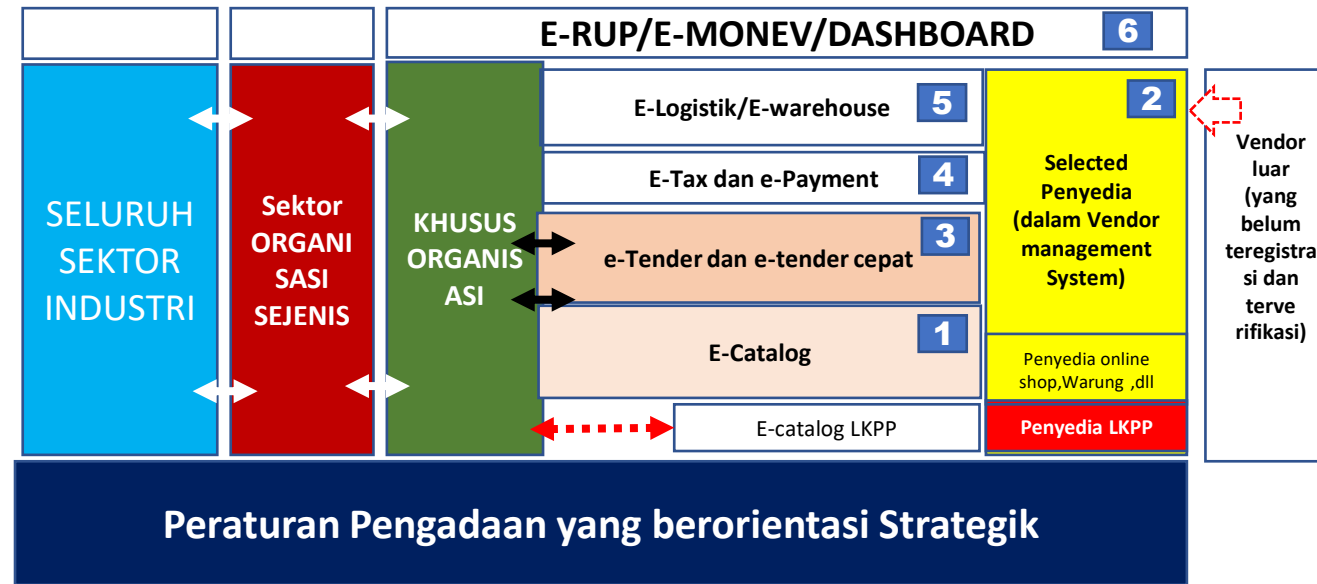 E-RUP/E-MONEV/DASHBOARD
6
SELURUH
SEKTOR
INDUSTRI
Sektor
ORGANI
SASI
SEJENIS
KHUSUS
ORGANIS
ASI
E-Logistik/E-warehouse
5
E-Tax dan e-Payment
4
e-Tender dan e-tender cepat
3
E-Catalog
1
E-catalog LKPP
2
Selected
Penyedia
(dalam Vendor
management
System)
Penyedia online
shop,Warung ,dll
Penyedia LKPP
Vendor
luar
(yang
belum
teregistra
si dan
terve
rifikasi)
Peraturan Pengadaan yang berorientasi Strategik